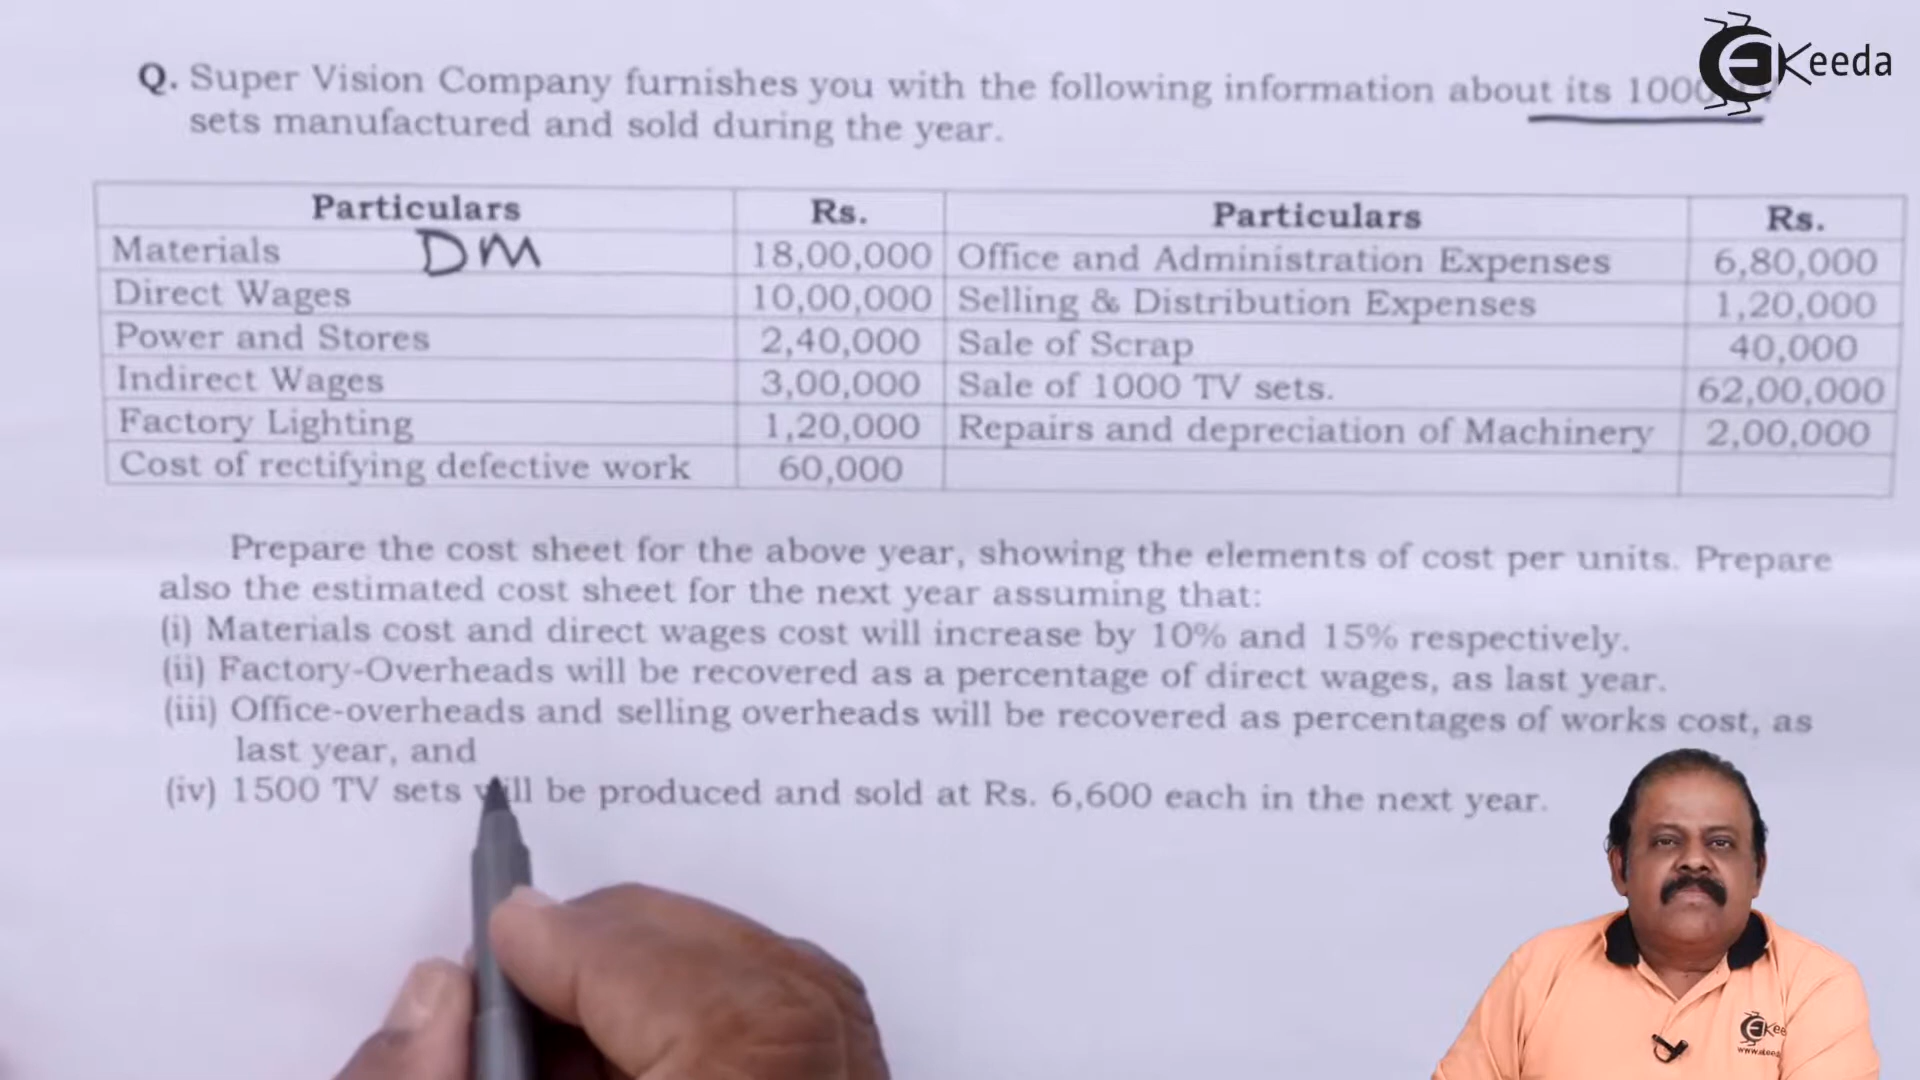 Keeda
Q. Super Vision Company furnishes you with the following information about its
sets manufactured and sold during the year.
Particulars Rs. Particulars Rs.
Materials DM 18,00,000 Office and Administration Expenses 6,80,000
Direct Wages 10,00,000 Selling & Distribution Expenses 1,20,000
Power and Stores 2,40,000 Sale of Scrap 40,000
Indirect Wages 3,00,000 Sale of 1000 TV sets. 62,00,000
Factory Lighting 1,20,000 Repairs and depreciation of Machinery 2,00,000
Cost of rectifying defective work 60,000
Prepare the cost sheet for the above year, showing the elements of cost per units. Prepare
also the estimated cost sheet for the next year assuming that:
(i) Materials cost and direct wages cost will increase by 10% and 15% respectively.
(ii) Factory-Overheads will be recovered as a percentage of direct wages, as last year.
(iii) Office-overheads and selling overheads will be recovered as percentages of works cost, as
last year, and
(iv) 1500 TV sets will be produced and sold at Rs. 6,600 each in the next year.